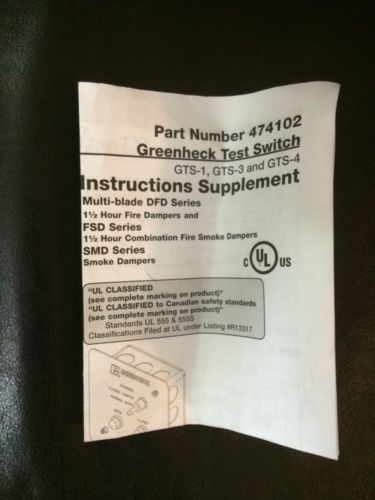 Part Number 474102
Greenheck Test Switch
GTS-1, GTS-3 and GTS-4
Instructions Supplement
Multi-blade DFD Series
1½ Hour Fire Dampers and
FSD Series
1½ Hour Combination Fire Smoke Dampers
SMD Series
Smoke Dampers
C UL US
"UL CLASSIFIED
(see complete marking on product)"
"UL CLASSIFIED to Canadian safety standards
(see complete marking on product)"
Standards UL 555 & 555S
Classifications Filed at UL under Listing #R13317
GREENHECK